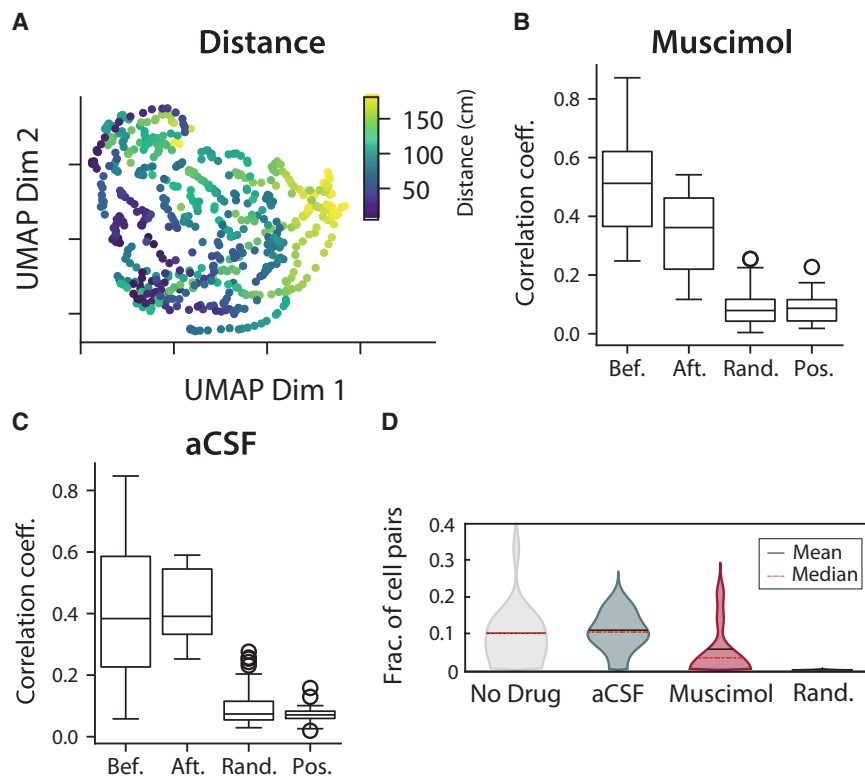 A
Distance
UMAP Dim 2
UMAP Dim 1
150
100
50
Distance (cm)
B
Muscimol
Correlation coeff.
0.8
0.6
0.4
0.2
0.0
Bef. Aft. Rand. Pos.
C
aCSF
Correlation coeff.
0.8
0.6
0.4
0.2
0.0
Bef. Aft. Rand. Pos.
D
Frac. of cell pairs
0.4
0.3
0.2
0.1
0
Mean
Median
No Drug aCSF Muscimol Rand.